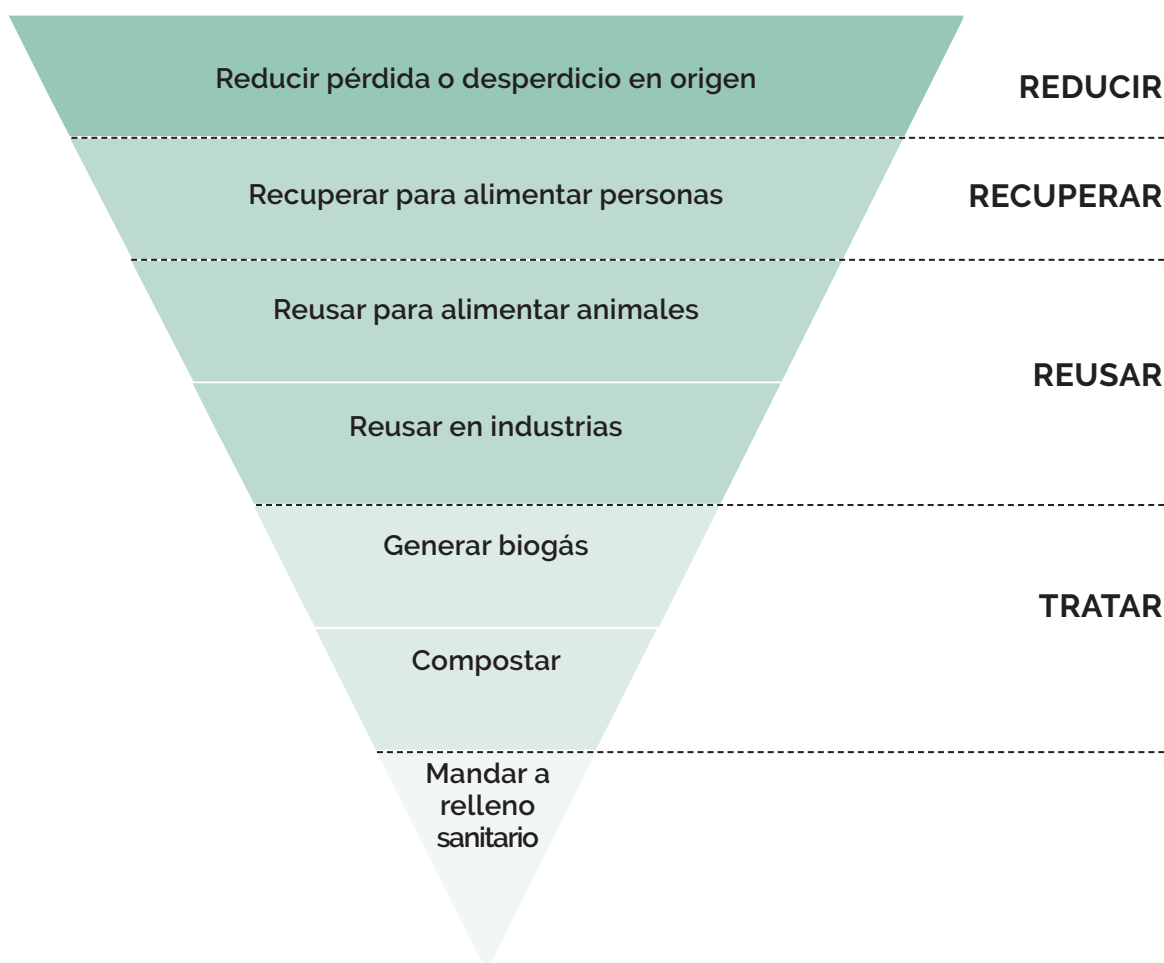 Reducir pérdida o desperdicio en origen
REDUCIR
Recuperar para alimentar personas
RECUPERAR
Reusar para alimentar animales
REUSAR
Reusar en industrias
Generar biogás
TRATAR
Compostar
Mandar a
relleno
sanitario